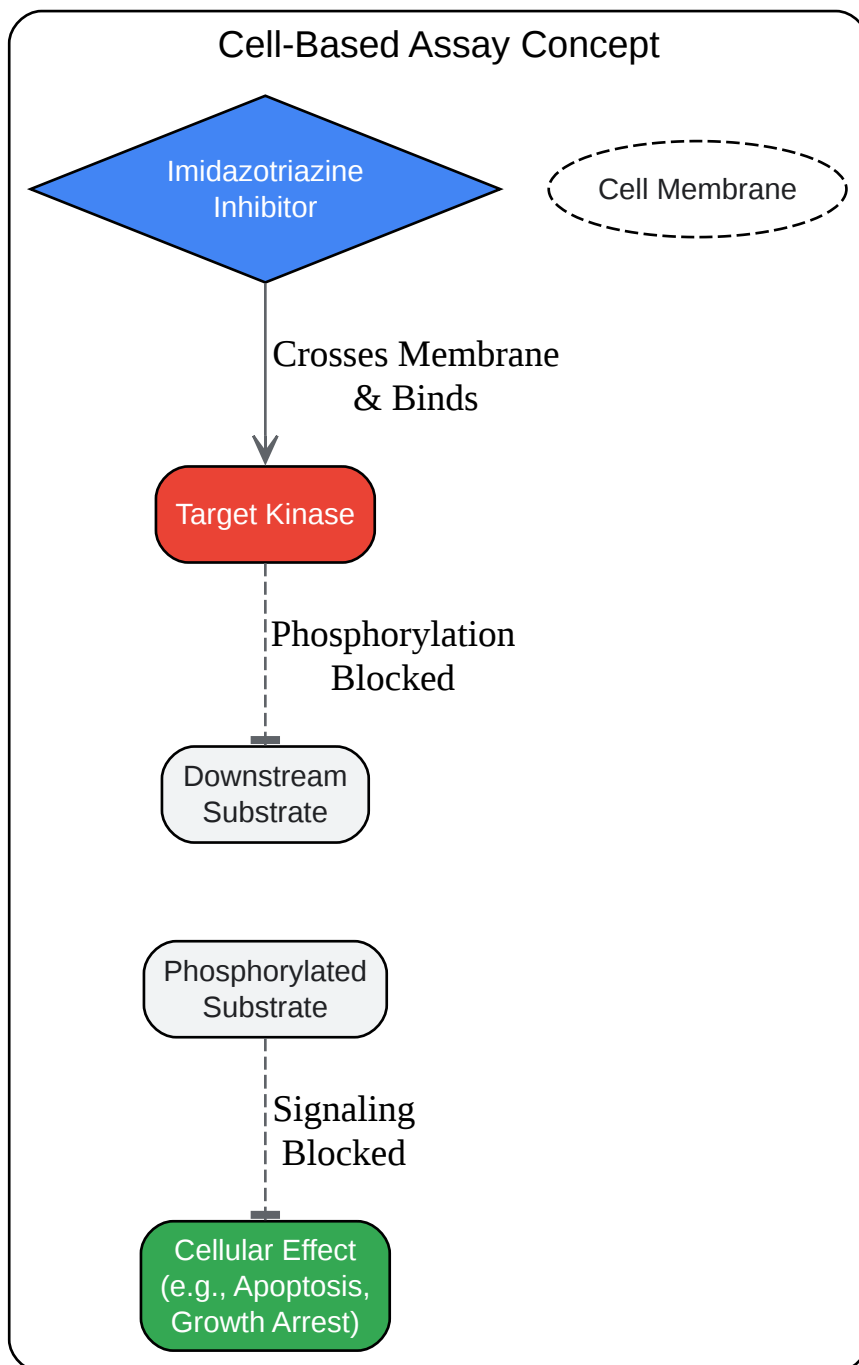 Cell-Based Assay Concept
Imidazotriazine
Inhibitor
Cell Membrane
Crosses Membrane
& Binds
Target Kinase
Phosphorylation
Blocked
Downstream
Substrate
Phosphorylated
Substrate
Signaling
Blocked
Cellular Effect
(e.g., Apoptosis,
Growth Arrest)